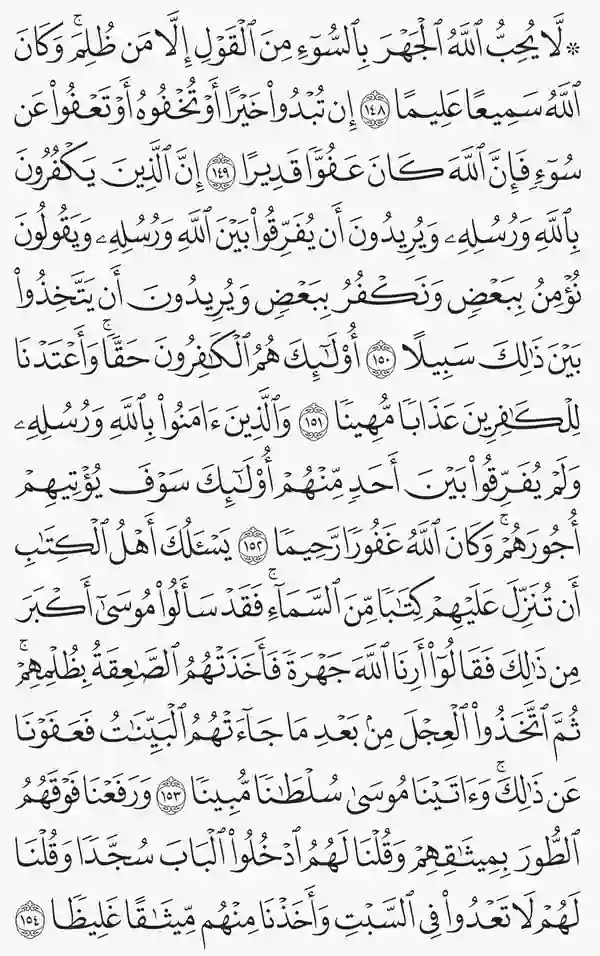 ۞ لَّا يُحِبُّ ٱللَّهُ ٱلْجَهْرَ بِٱلسُّوٓءِ مِنَ ٱلْقَوْلِ إِلَّا مَن ظُلِمَۚ وَكَانَ
ٱللَّهُ سَمِيعًا عَلِيمًا ١٤٨ إِن تُبْدُوا۟ خَيْرًا أَوْ تُخْفُوهُ أَوْ تَعْفُوا۟ عَن
سُوٓءٍ فَإِنَّ ٱللَّهَ كَانَ عَفُوًّا قَدِيرًا ١٤٩ إِنَّ ٱلَّذِينَ يَكْفُرُونَ
بِٱللَّهِ وَرُسُلِهِۦ وَيُرِيدُونَ أَن يُفَرِّقُوا۟ بَيْنَ ٱللَّهِ وَرُسُلِهِۦ وَيَقُولُونَ
نُؤْمِنُ بِبَعْضٍ وَنَكْفُرُ بِبَعْضٍ وَيُرِيدُونَ أَن يَتَّخِذُوا۟
بَيْنَ ذَٰلِكَ سَبِيلًا ١٥٠ أُو۟لَٰٓئِكَ هُمُ ٱلْكَٰفِرُونَ حَقًّاۚ وَأَعْتَدْنَا
لِلْكَٰفِرِينَ عَذَابًا مُّهِينًا ١٥١ وَٱلَّذِينَ ءَامَنُوا۟ بِٱللَّهِ وَرُسُلِهِۦ
وَلَمْ يُفَرِّقُوا۟ بَيْنَ أَحَدٍ مِّنْهُمْ أُو۟لَٰٓئِكَ سَوْفَ يُؤْتِيهِمْ
أُجُورَهُمْۚ وَكَانَ ٱللَّهُ غَفُورًا رَّحِيمًا ١٥٢ يَسْـَٔلُكَ أَهْلُ ٱلْكِتَٰبِ
أَن تُنَزِّلَ عَلَيْهِمْ كِتَٰبًا مِّنَ ٱلسَّمَآءِۚ فَقَدْ سَأَلُوا۟ مُوسَىٰٓ أَكْبَرَ
مِن ذَٰلِكَ فَقَالُوٓا۟ أَرِنَا ٱللَّهَ جَهْرَةً فَأَخَذَتْهُمُ ٱلصَّٰعِقَةُ بِظُلْمِهِمْۚ
ثُمَّ ٱتَّخَذُوا۟ ٱلْعِجْلَ مِنۢ بَعْدِ مَا جَآءَتْهُمُ ٱلْبَيِّنَٰتُ فَعَفَوْنَا
عَن ذَٰلِكَۚ وَءَاتَيْنَا مُوسَىٰ سُلْطَٰنًا مُّبِينًا ١٥٣ وَرَفَعْنَا فَوْقَهُمُ
ٱلطُّورَ بِمِيثَٰقِهِمْ وَقُلْنَا لَهُمُ ٱدْخُلُوا۟ ٱلْبَابَ سُجَّدًا وَقُلْنَا
لَهُمْ لَا تَعْدُوا۟ فِى ٱلسَّبْتِ وَأَخَذْنَا مِنْهُم مِّيثَٰقًا غَلِيظًا ١٥٤